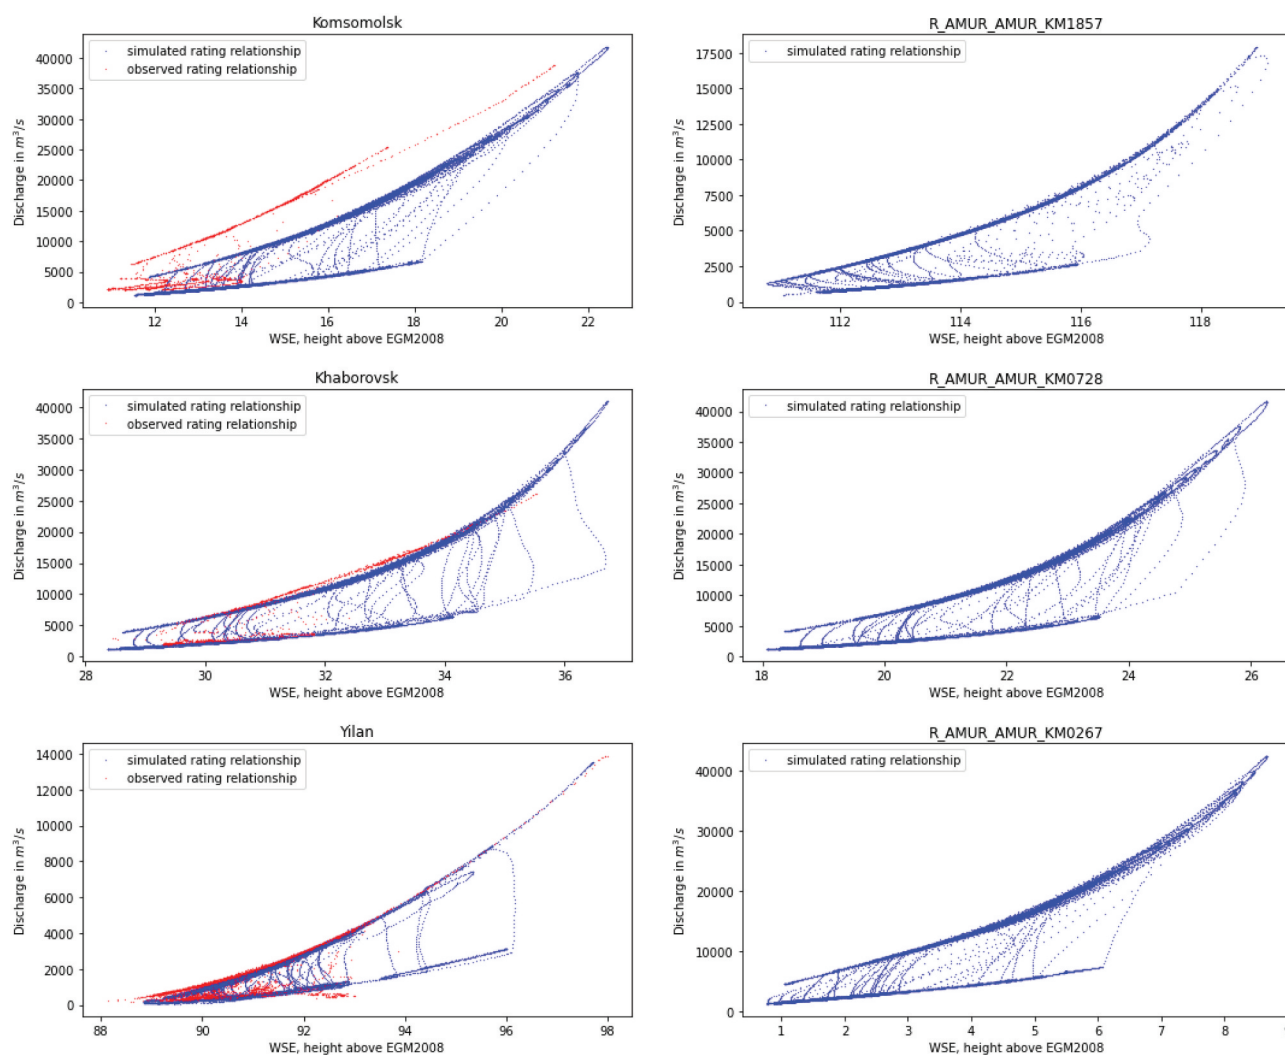 Komsomolsk
simulated rating relationship
observed rating relationship
Discharge in m³/s
40000
35000
30000
25000
20000
15000
10000
5000
0
12 14 16 18 20 22
WSE, height above EGM2008
R_AMUR_AMUR_KM1857
simulated rating relationship
Discharge in m³/s
17500
15000
12500
10000
7500
5000
2500
0
112 114 116 118
WSE, height above EGM2008
Khaborovsk
simulated rating relationship
observed rating relationship
Discharge in m³/s
40000
35000
30000
25000
20000
15000
10000
5000
0
28 30 32 34 36
WSE, height above EGM2008
R_AMUR_AMUR_KM0728
simulated rating relationship
Discharge in m³/s
40000
35000
30000
25000
20000
15000
10000
5000
0
18 20 22 24 26
WSE, height above EGM2008
Yilan
simulated rating relationship
observed rating relationship
Discharge in m³/s
14000
12000
10000
8000
6000
4000
2000
0
88 90 92 94 96 98
WSE, height above EGM2008
R_AMUR_AMUR_KM0267
simulated rating relationship
Discharge in m³/s
40000
30000
20000
10000
0
1 2 3 4 5 6 7 8
WSE, height above EGM2008